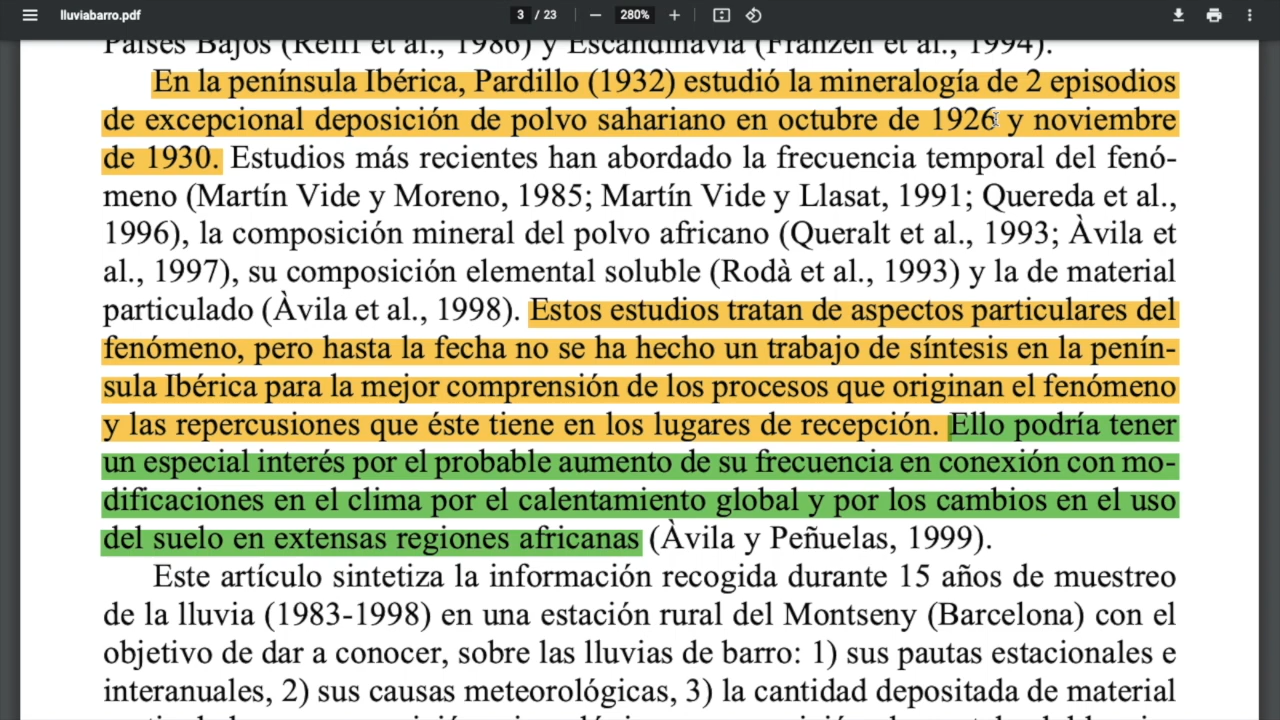 lluviabarro.pdf
3 / 23
280%
Países Bajos (Reiff et al., 1986) y Escandinavia (Franzén et al., 1994).
En la península Ibérica, Pardillo (1932) estudió la mineralogía de 2 episodios
de excepcional deposición de polvo sahariano en octubre de 1926 y noviembre
de 1930. Estudios más recientes han abordado la frecuencia temporal del fenó-
meno (Martín Vide y Moreno, 1985; Martín Vide y Llasat, 1991; Quereda et al.,
1996), la composición mineral del polvo africano (Queralt et al., 1993; Àvila et
al., 1997), su composición elemental soluble (Rodà et al., 1993) y la de material
particulado (Àvila et al., 1998). Estos estudios tratan de aspectos particulares del
fenómeno, pero hasta la fecha no se ha hecho un trabajo de síntesis en la penín-
sula Ibérica para la mejor comprensión de los procesos que originan el fenómeno
y las repercusiones que éste tiene en los lugares de recepción. Ello podría tener
un especial interés por el probable aumento de su frecuencia en conexión con mo-
dificaciones en el clima por el calentamiento global y por los cambios en el uso
del suelo en extensas regiones africanas (Àvila y Peñuelas, 1999).
Este artículo sintetiza la información recogida durante 15 años de muestreo
de la lluvia (1983-1998) en una estación rural del Montseny (Barcelona) con el
objetivo de dar a conocer, sobre las lluvias de barro: 1) sus pautas estacionales e
interanuales, 2) sus causas meteorológicas, 3) la cantidad depositada de material